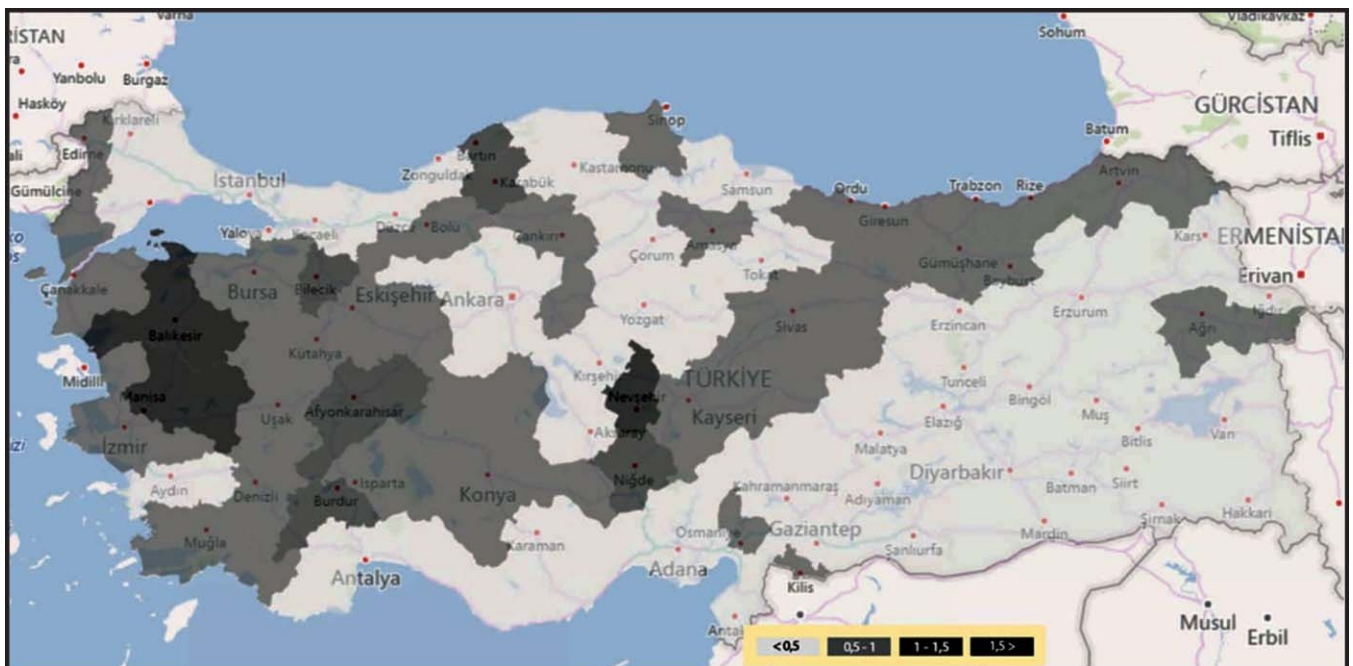 Varna
Vladikavkaz
RİSTAN
Sohum
Yanbolu
Burgaz
Hasköy
GÜRCİSTAN
Kırklareli
Sinop
Batum
Tiflis
Edirne
Bartın
Zonguldak
Kastamonu
Artvin
Gümülcine
İstanbul
Karabük
Samsun
Ordu
Trabzon
Rize
Giresun
Yalova
Kocaeli
Düzce
Bolu
Çankırı
Amasya
Kars
ERMENİSTAN
Çorum
Gümüşhane
Tokat
Bayburt
Erivan
Çanakkale
Bursa
Bilecik
Eskişehir
Ankara
Iğdır
Yozgat
Sivas
Erzincan
Erzurum
Ağrı
Balıkesir
Kütahya
Midilli
Kırşehir
TÜRKİYE
Tunceli
Manisa
Nevşehir
Bingöl
Muş
Uşak
Afyonkarahisar
Kayseri
Elazığ
İzmir
Aksaray
Bitlis
Van
Malatya
Aydın
Denizli
Isparta
Konya
Niğde
Diyarbakır
Burdur
Kahramanmaraş
Adıyaman
Batman
Siirt
Hakkari
Şırnak
Muğla
Karaman
Osmaniye
Gaziantep
Şanlıurfa
Mardin
Antalya
Adana
Kilis
Antak
Musul
Erbil
<0,5
0,5 - 1
1 - 1,5
1,5 >